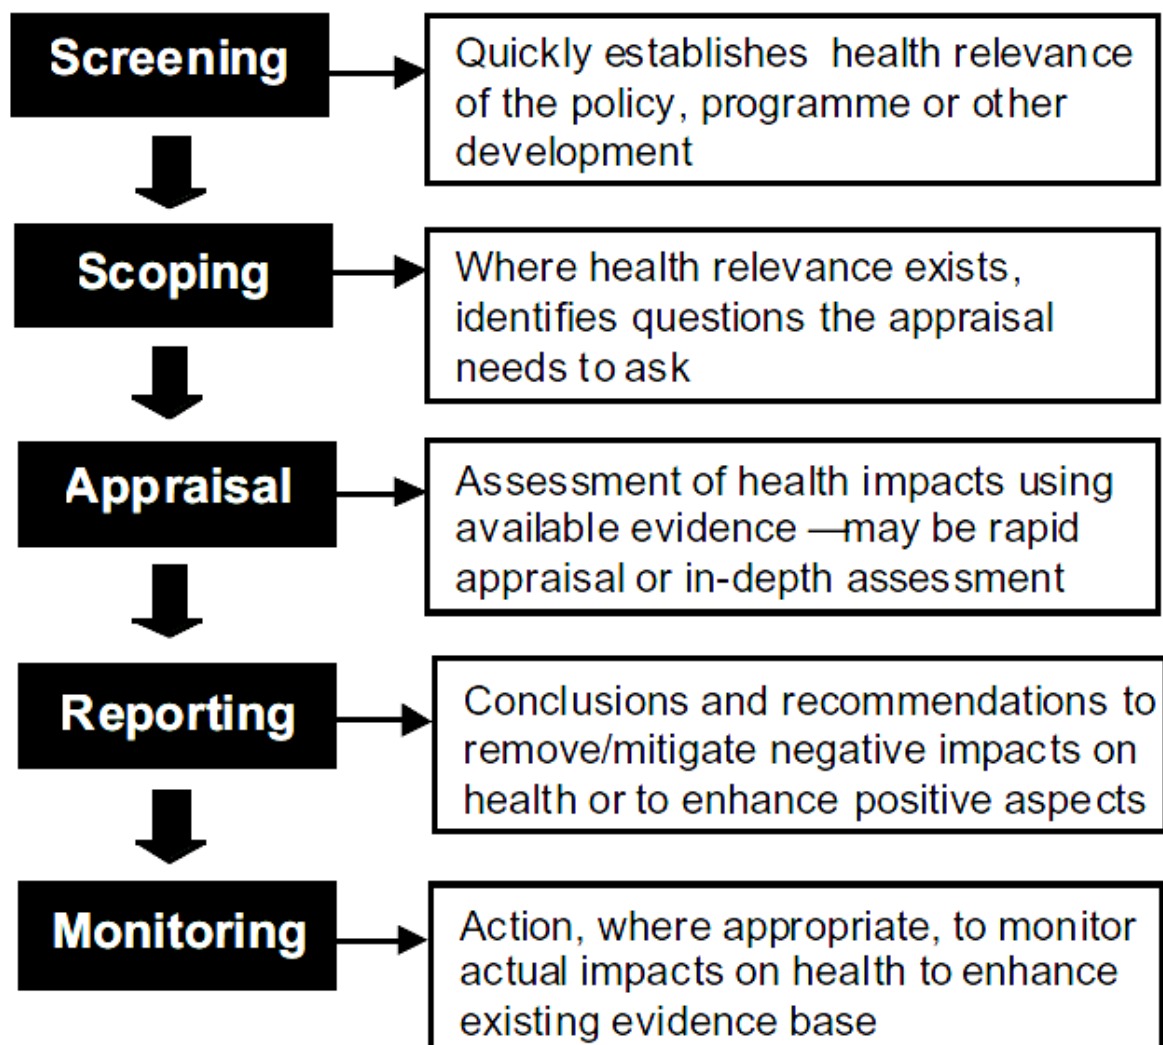 Screening
Quickly establishes health relevance
of the policy, programme or other
development
Scoping
Where health relevance exists,
identifies questions the appraisal
needs to ask
Appraisal
Assessment of health impacts using
available evidence —may be rapid
appraisal or in-depth assessment
Reporting
Conclusions and recommendations to
remove/mitigate negative impacts on
health or to enhance positive aspects
Monitoring
Action, where appropriate, to monitor
actual impacts on health to enhance
existing evidence base